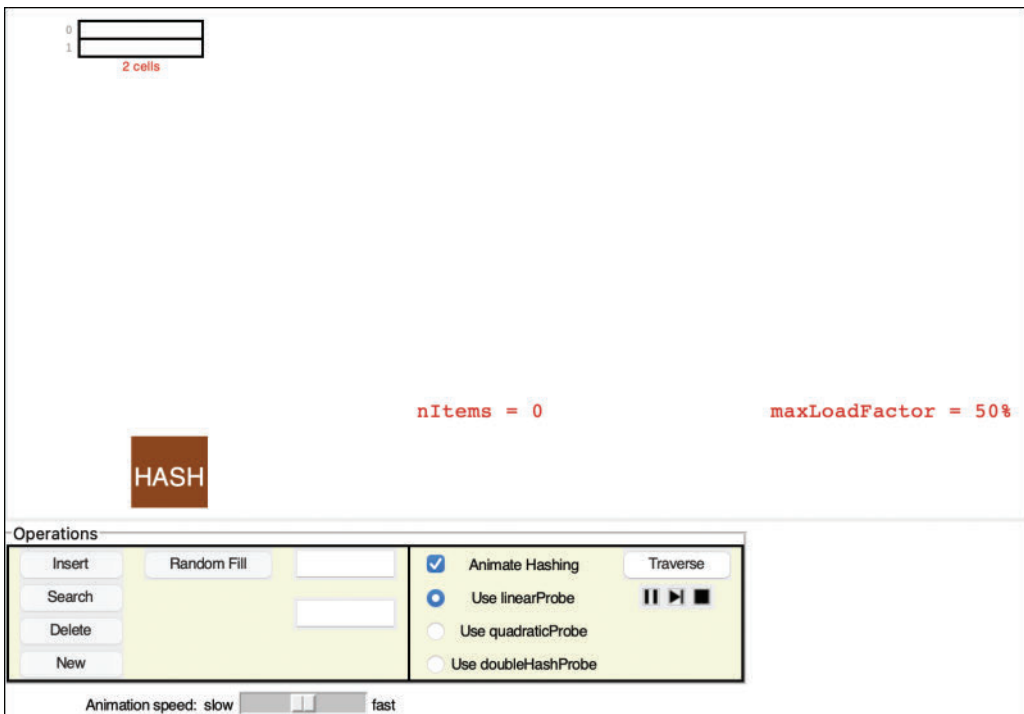 0
1
2 cells
nItems = 0
maxLoadFactor = 50%
HASH
Operations
Insert
Random Fill
Animate Hashing
Traverse
Search
Use linearProbe
Delete
Use quadraticProbe
New
Use doubleHashProbe
Animation speed: slow fast